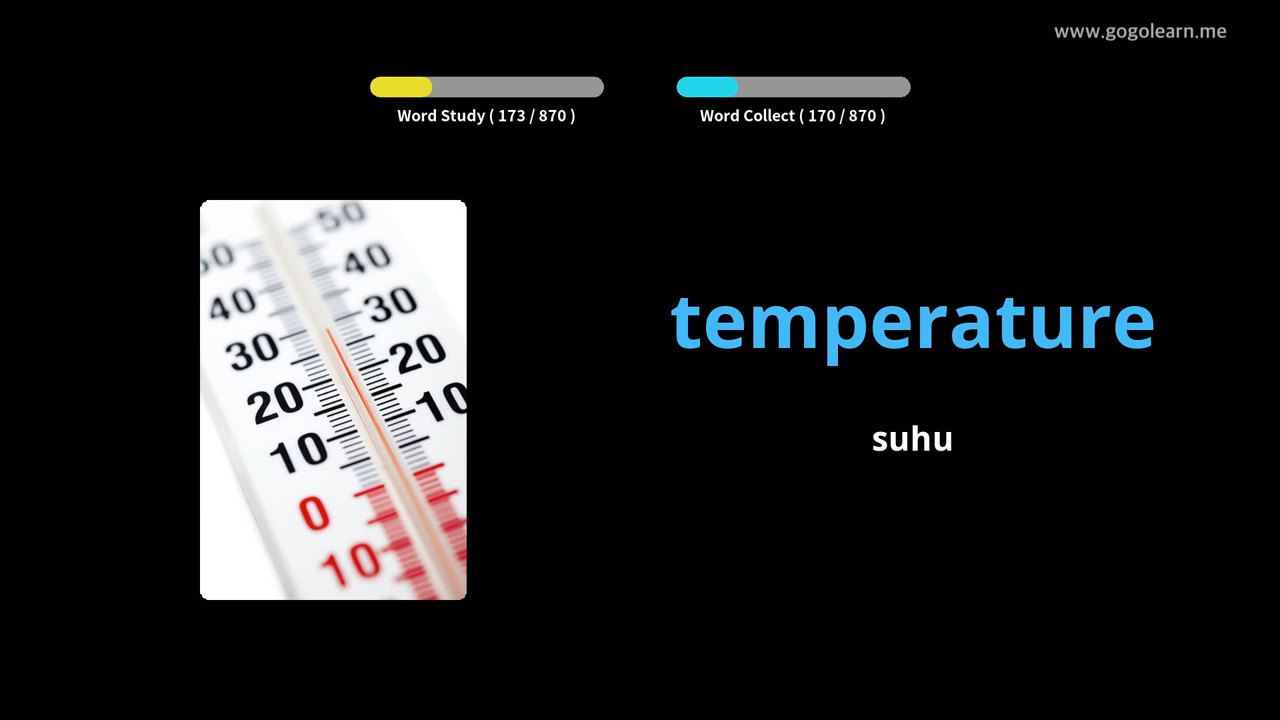 www.gogolearn.me
Word Study ( 173 / 870 )
Word Collect ( 170 / 870 )
50
40
40
30
30
20
20
10
10
0
10
temperature
suhu